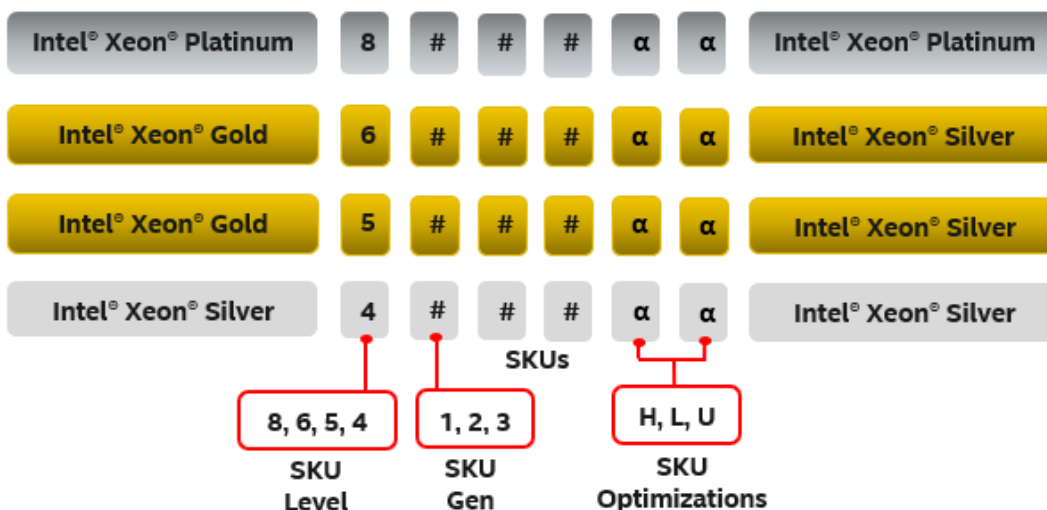 Intel® Xeon® Platinum 8 # # # α α Intel® Xeon® Platinum
Intel® Xeon® Gold 6 # # # α α Intel® Xeon® Silver
Intel® Xeon® Gold 5 # # # α α Intel® Xeon® Silver
Intel® Xeon® Silver 4 # # # α α Intel® Xeon® Silver
SKUs
8, 6, 5, 4 1, 2, 3 H, L, U
SKU SKU SKU
Level Gen Optimizations